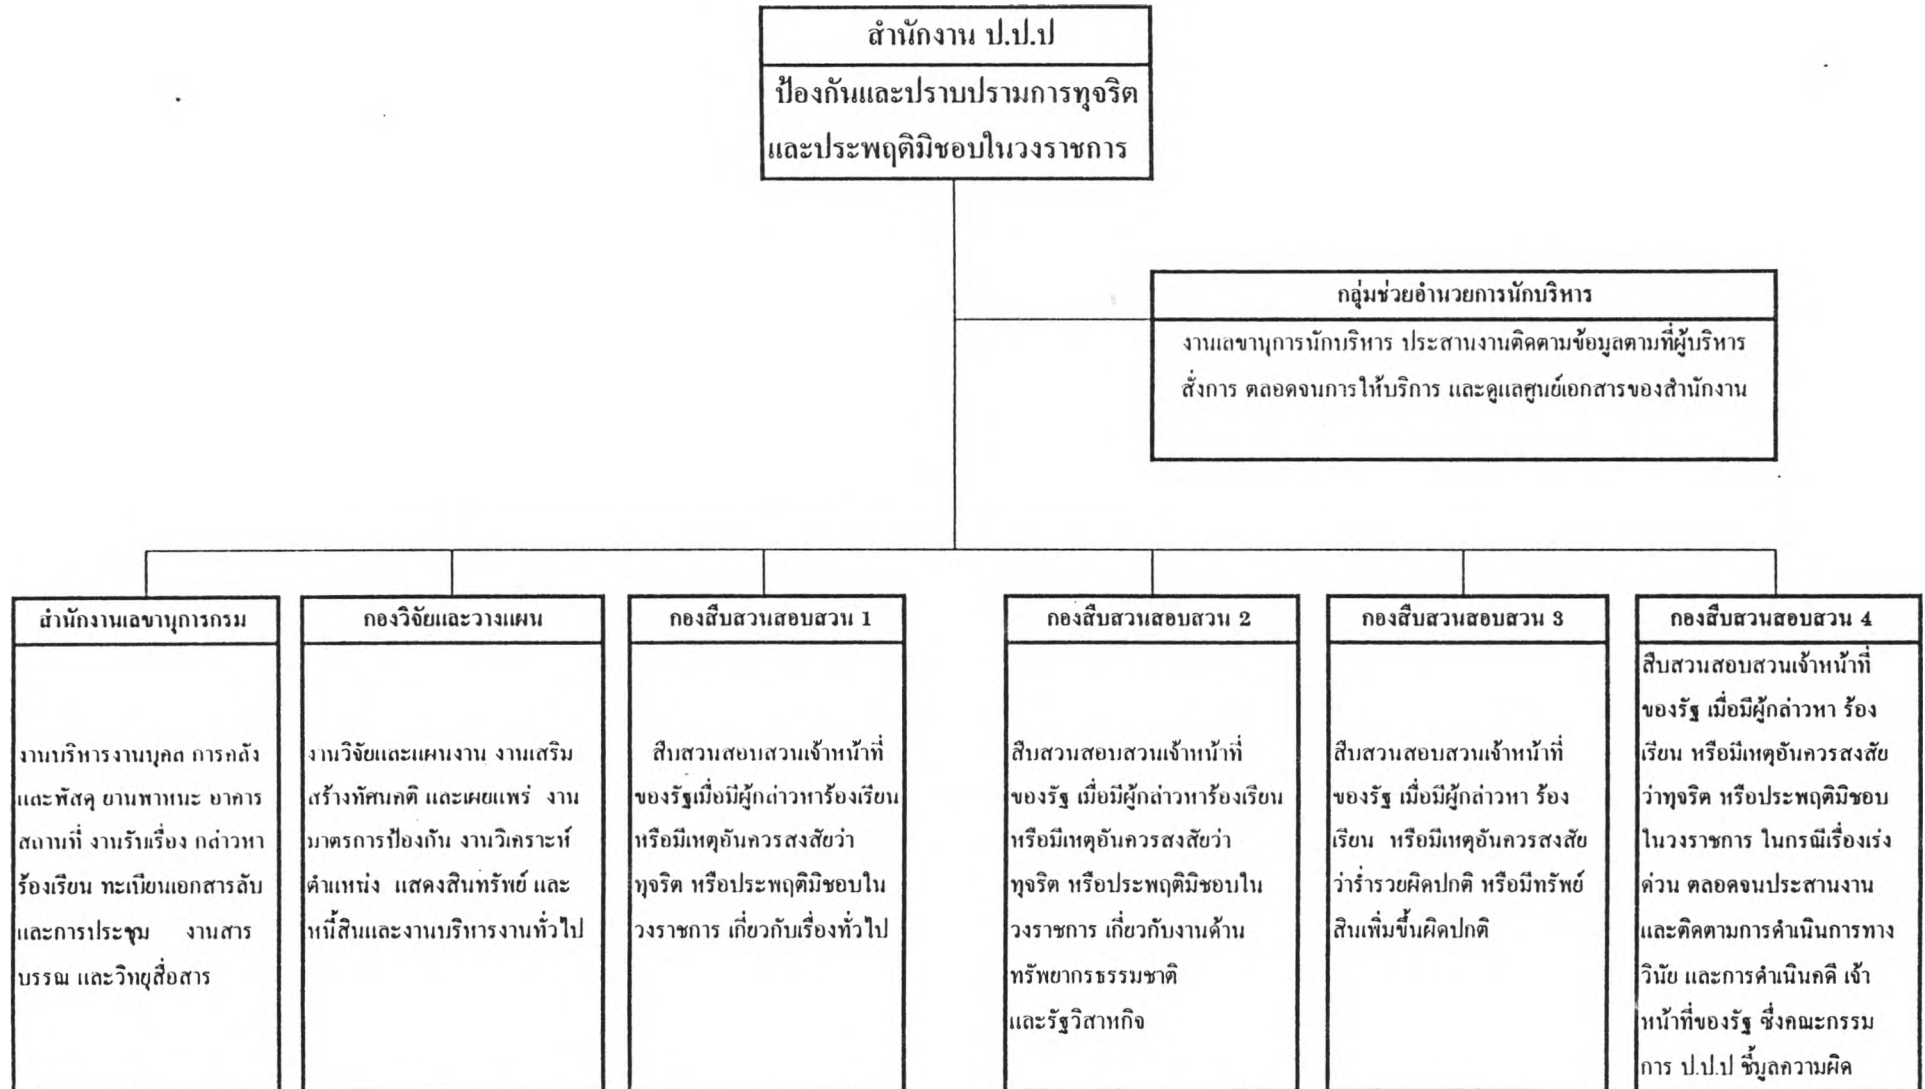 สำนักงาน ป.ป.ป
ป้องกันและปราบปรามการทุจริต
และประพฤติมิชอบในวงราชการ
กลุ่มช่วยอำนวยการนักบริหาร
งานเลขานุการนักบริหาร ประสานงานติดตามข้อมูลตามที่ผู้บริหาร
สั่งการ ตลอดจนการให้บริการ และดูแลศูนย์เอกสารของสำนักงาน
สำนักงานเลขานุการกรม
งานบริหารงานบุคล การคลัง
และพัสดุ ยานพาหนะ อาคาร
สถานที่ งานรับเรื่อง กล่าวหา
ร้องเรียน ทะเบียนเอกสารลับ
และการประชุม งานสาร
บรรณ และวิทยุสื่อสาร
กองวิจัยและวางแผน
งานวิจัยและแผนงาน งานเสริม
สร้างทัศนคติ และเผยแพร่ งาน
มาตรการป้องกัน งานวิเคราะห์
ตำแหน่ง แสดงสินทรัพย์ และ
หนี้สินและงานบริหารงานทั่วไป
กองสืบสวนสอบสวน 1
สืบสวนสอบสวนเจ้าหน้าที่
ของรัฐเมื่อมีผู้กล่าวหาร้องเรียน
หรือมีเหตุอันควรสงสัยว่า
ทุจริต หรือประพฤติมิชอบใน
วงราชการ เกี่ยวกับเรื่องทั่วไป
กองสืบสวนสอบสวน 2
สืบสวนสอบสวนเจ้าหน้าที่
ของรัฐ เมื่อมีผู้กล่าวหาร้องเรียน
หรือมีเหตุอันควรสงสัยว่า
ทุจริต หรือประพฤติมิชอบใน
วงราชการ เกี่ยวกับงานด้าน
ทรัพยากรธรรมชาติ
และรัฐวิสาหกิจ
กองสืบสวนสอบสวน 3
สืบสวนสอบสวนเจ้าหน้าที่
ของรัฐ เมื่อมีผู้กล่าวหา ร้อง
เรียน หรือมีเหตุอันควรสงสัย
ว่าร่ำรวยผิดปกติ หรือมีทรัพย์
สินเพิ่มขึ้นผิดปกติ
กองสืบสวนสอบสวน 4
สืบสวนสอบสวนเจ้าหน้าที่
ของรัฐ เมื่อมีผู้กล่าวหา ร้อง
เรียน หรือมีเหตุอันควรสงสัย
ว่าทุจริต หรือประพฤติมิชอบ
ในวงราชการ ในกรณีเรื่องเร่ง
ด่วน ตลอดจนประสานงาน
และติดตามการดำเนินการทาง
วินัย และการดำเนินคดี เจ้า
หน้าที่ของรัฐ ซึ่งคณะกรรม
การ ป.ป.ป ชี้มูลความผิด